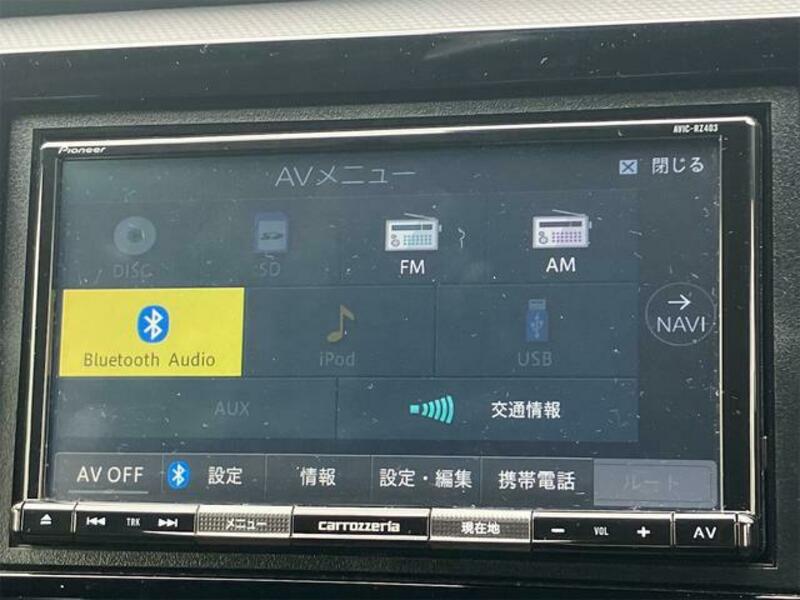 Pioneer
AVIC-RZ403
AVメニュー
閉じる
DISC
SD
FM
AM
NAVI
Bluetooth Audio
iPod
USB
AUX
交通情報
AV OFF
設定
情報
設定・編集
携帯電話
ルート
TRK
メニュー
carrozzeria
現在地
VOL
AV